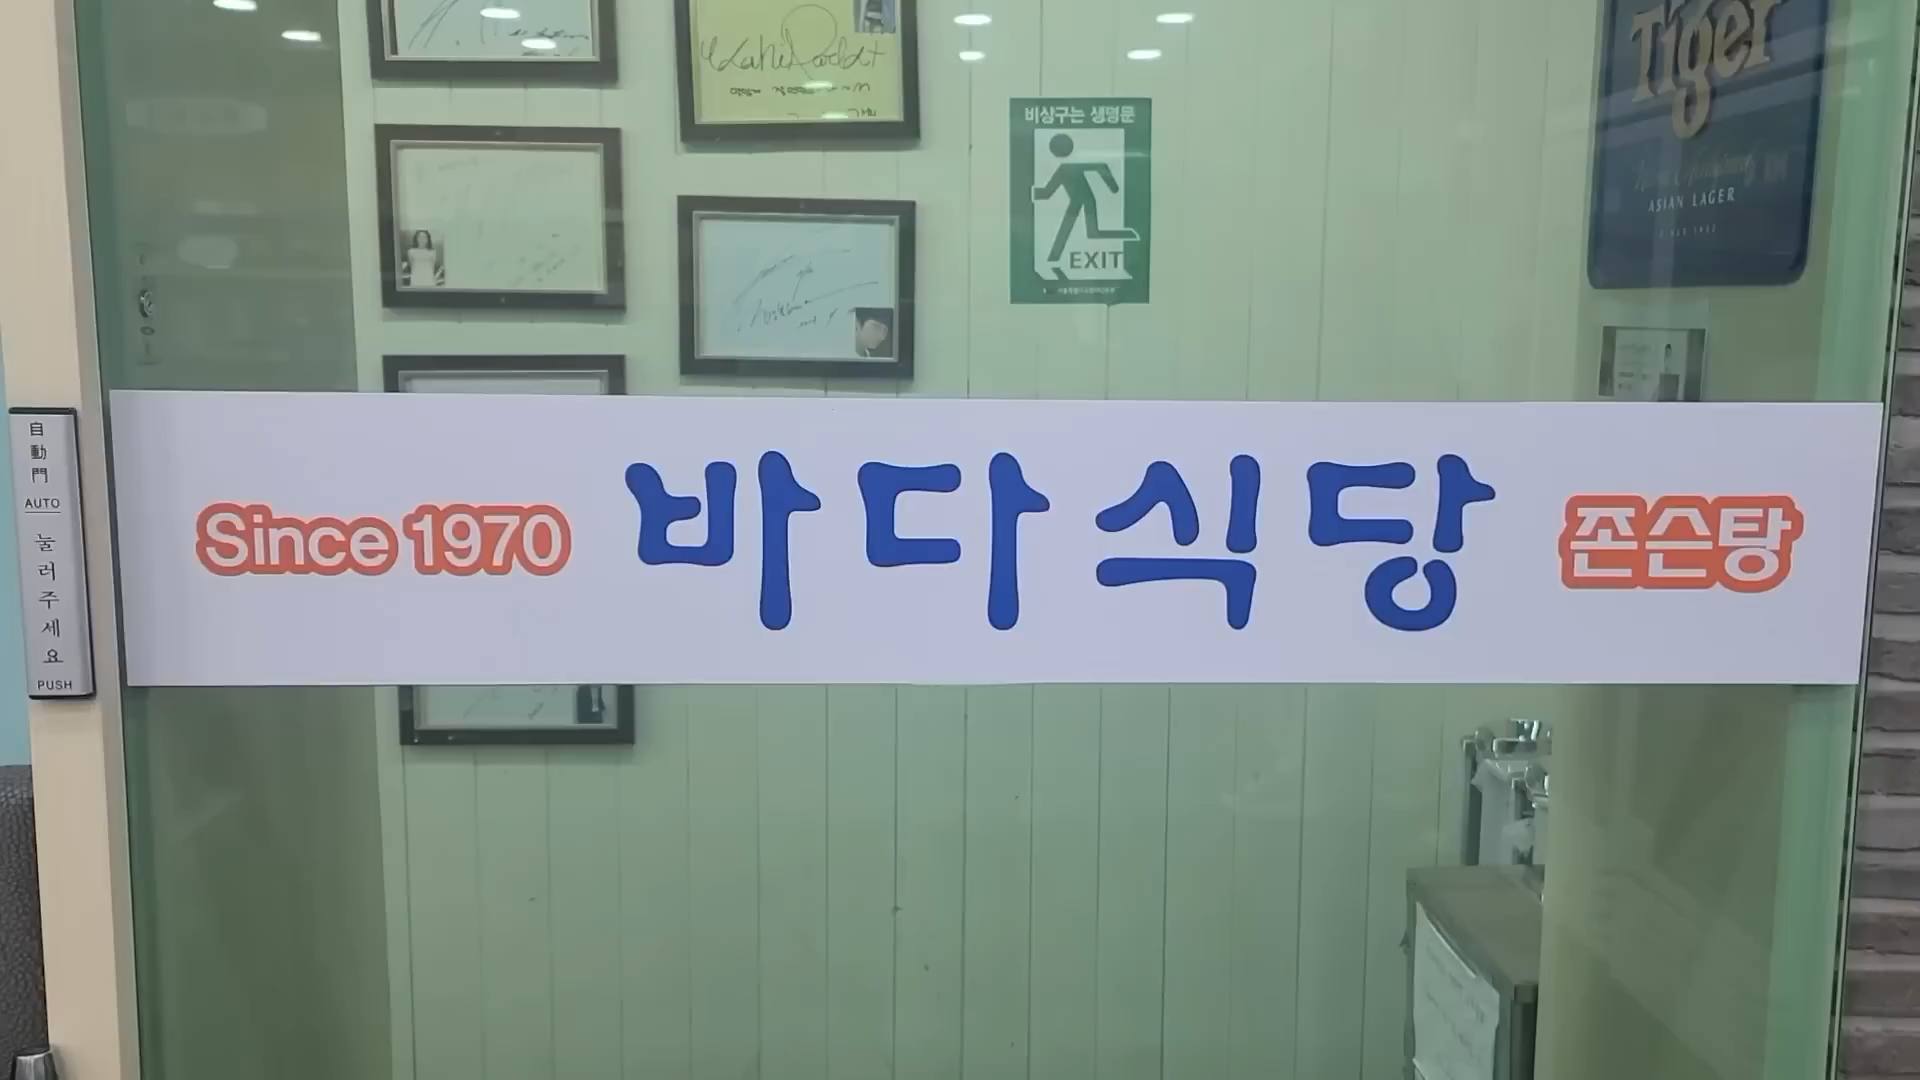 Tiger
ASIAN LAGER
비상구는 생명문
EXIT
自動門
AUTO
눌러주세요
PUSH
Since 1970 바다식당 존슨탕